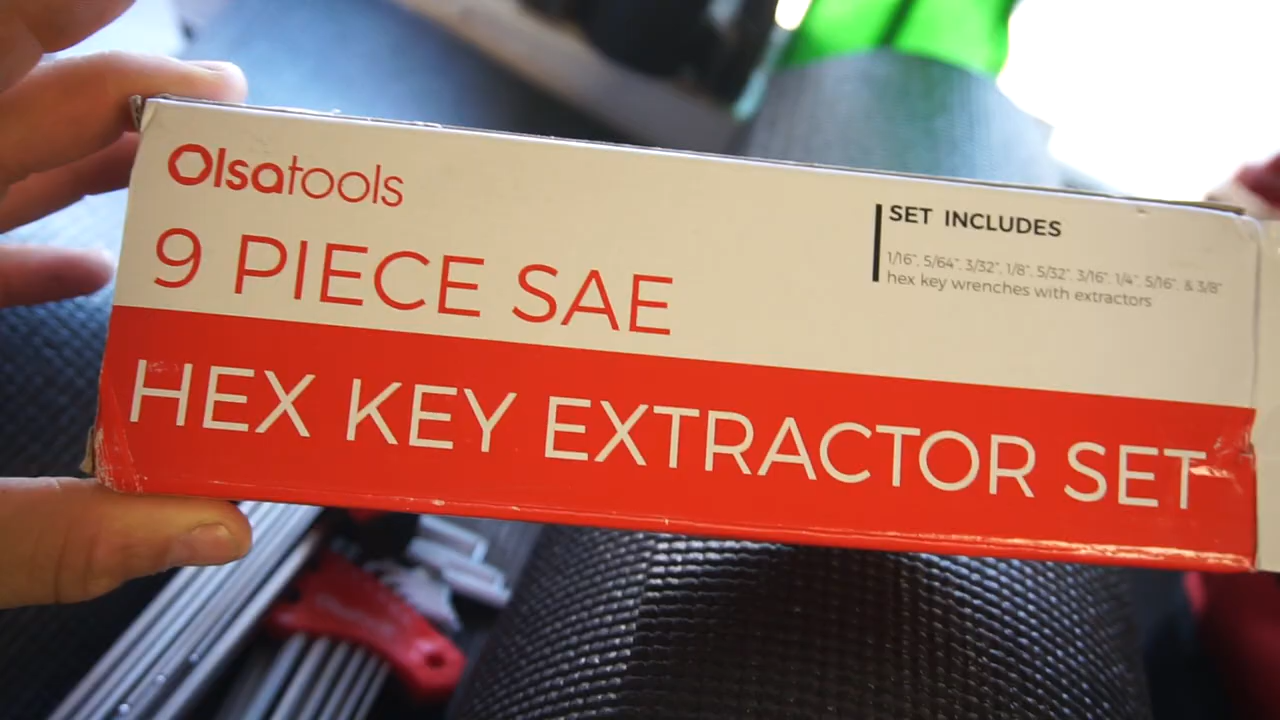 Olsatools
9 PIECE SAE
HEX KEY EXTRACTOR SET
SET INCLUDES
1/16", 5/64", 3/32", 1/8", 5/32", 3/16", 1/4", 5/16", & 3/8"
hex key wrenches with extractors